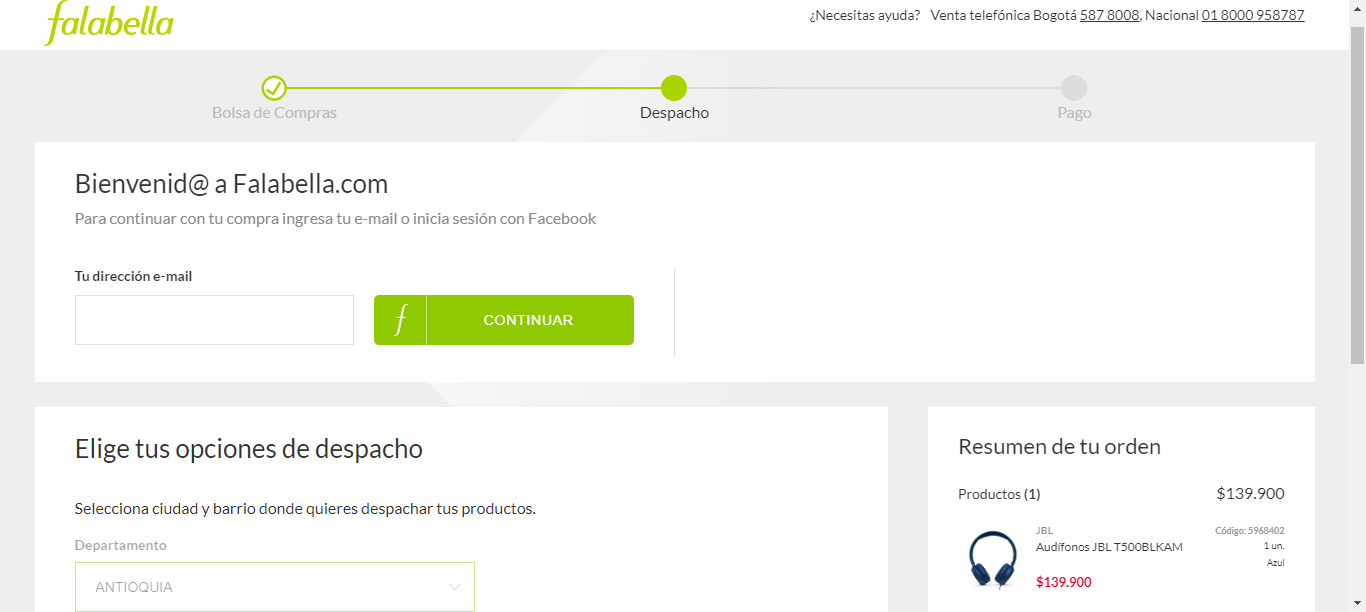 falabella
¿Necesitas ayuda? Venta telefónica Bogotá 587 8008, Nacional 01 8000 958787
Bolsa de Compras
Despacho
Pago
Bienvenid@ a Falabella.com
Para continuar con tu compra ingresa tu e-mail o inicia sesión con Facebook
Tu dirección e-mail
f CONTINUAR
Elige tus opciones de despacho
Selecciona ciudad y barrio donde quieres despachar tus productos.
Departamento
ANTIOQUIA
Resumen de tu orden
Productos (1) $139.900
JBL Código: 5968402
Audífonos JBL T500BLKAM 1 un.
Azul
$139.900